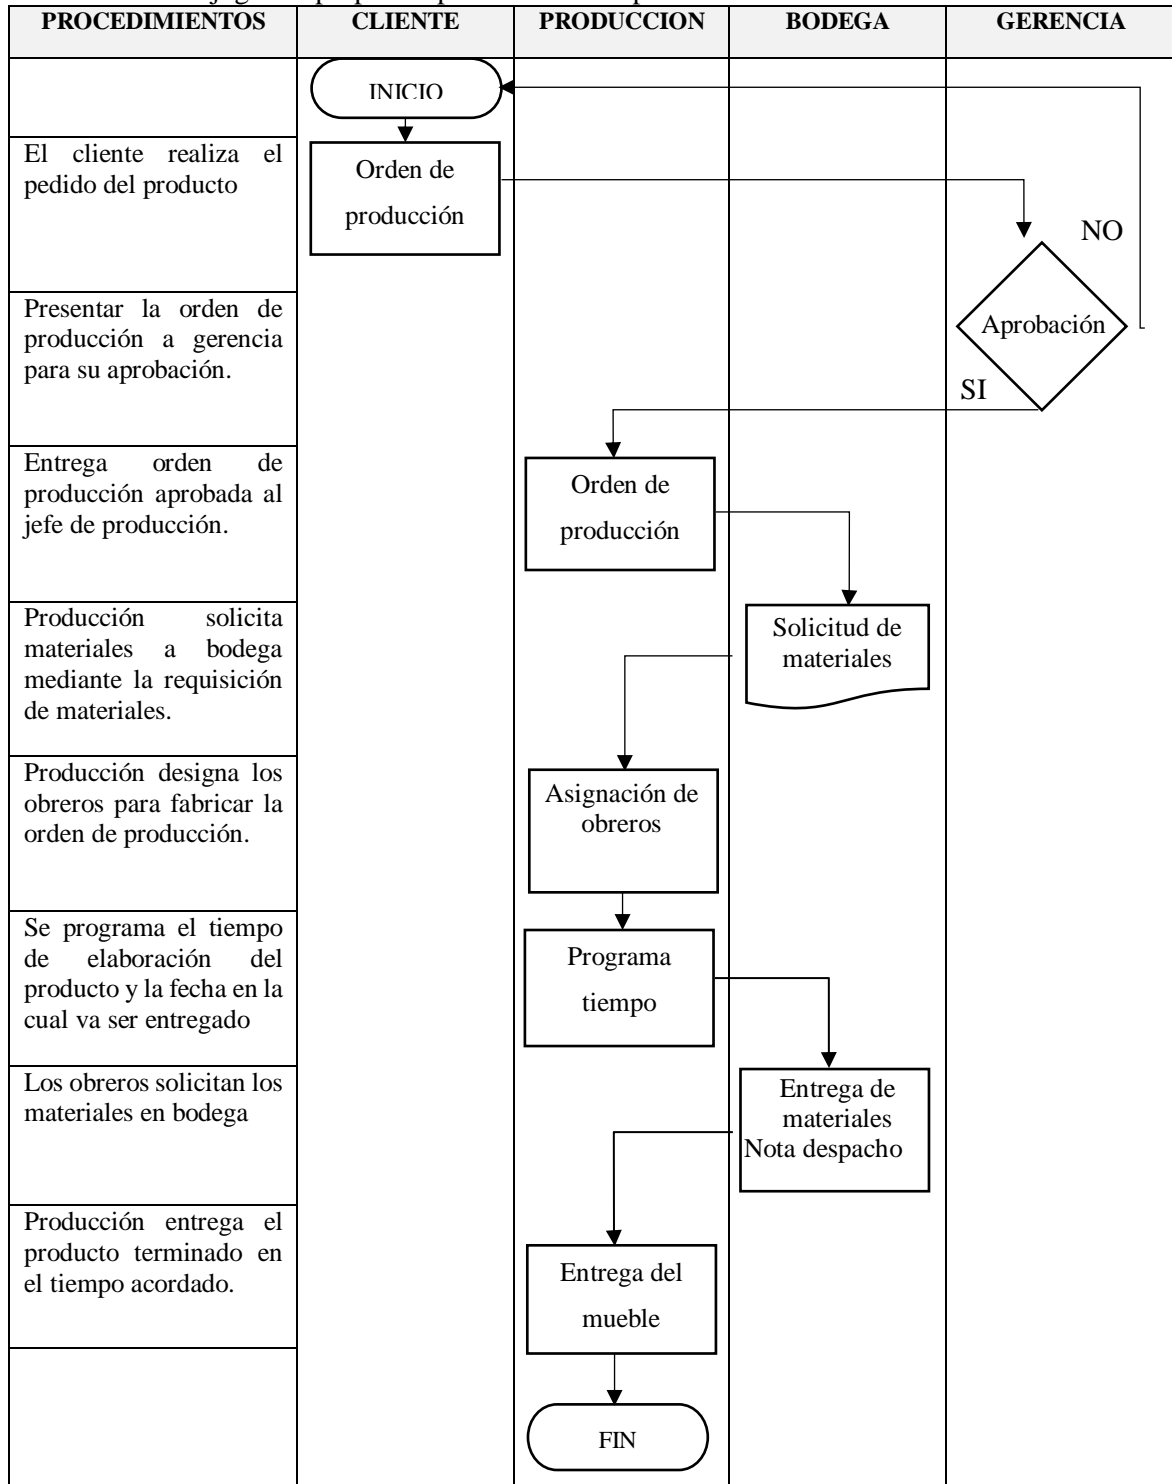 PROCEDIMIENTOS CLIENTE PRODUCCION BODEGA GERENCIA
INICIO
El cliente realiza el
pedido del producto
Orden de
producción
NO
Presentar la orden de
producción a gerencia
para su aprobación.
Aprobación
SI
Entrega orden de
producción aprobada al
jefe de producción.
Orden de
producción
Producción solicita
materiales a bodega
mediante la requisición
de materiales.
Solicitud de
materiales
Producción designa los
obreros para fabricar la
orden de producción.
Asignación de
obreros
Se programa el tiempo
de elaboración del
producto y la fecha en la
cual va ser entregado
Programa
tiempo
Los obreros solicitan los
materiales en bodega
Entrega de
materiales
Nota despacho
Producción entrega el
producto terminado en
el tiempo acordado.
Entrega del
mueble
FIN